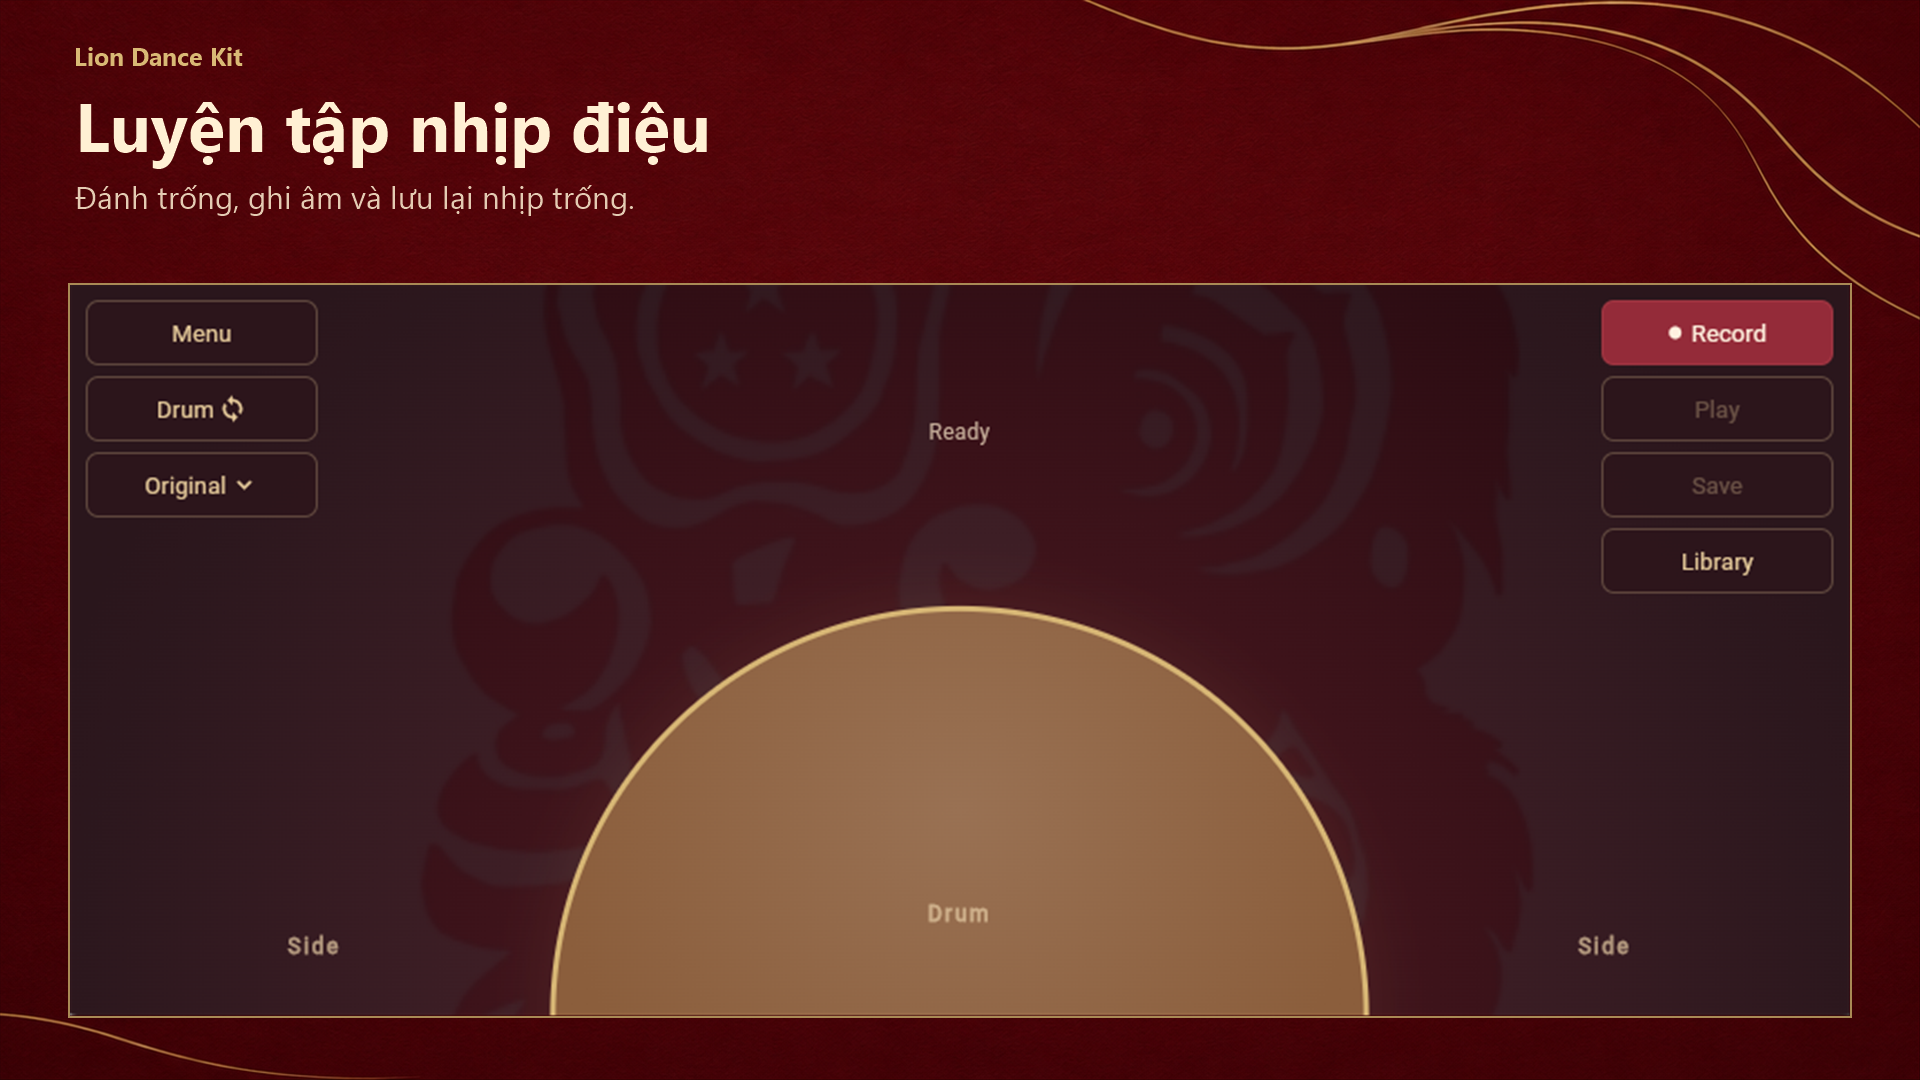 Lion Dance Kit
Luyện tập nhịp điệu
Đánh trống, ghi âm và lưu lại nhịp trống.
Menu
Drum
Original
Ready
Record
Play
Save
Library
Drum
Side
Side